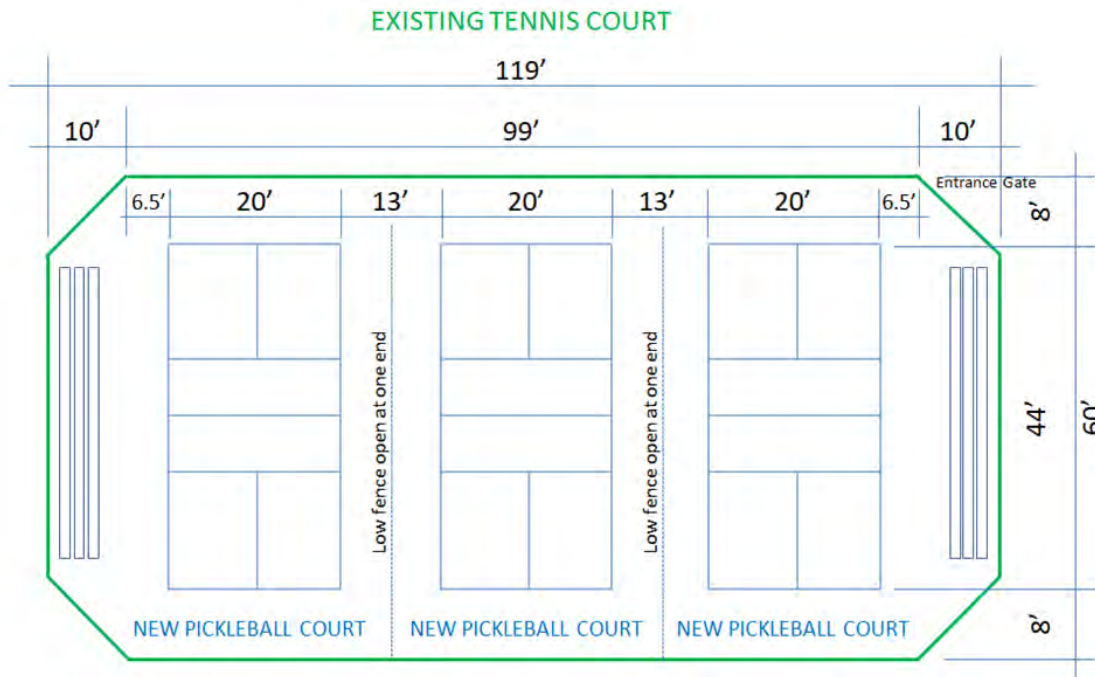 EXISTING TENNIS COURT
119’
10’ 99’ 10’
Entrance Gate
6.5’ 20’ 13’ 20’ 13’ 20’ 6.5’
8’
Low fence open at one end
Low fence open at one end
44’
60’
8’
NEW PICKLEBALL COURT NEW PICKLEBALL COURT NEW PICKLEBALL COURT